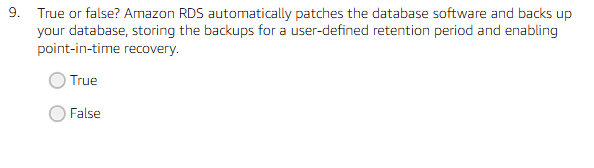 9. True or false? Amazon RDS automatically patches the database software and backs up
your database, storing the backups for a user-defined retention period and enabling
point-in-time recovery.
True
False